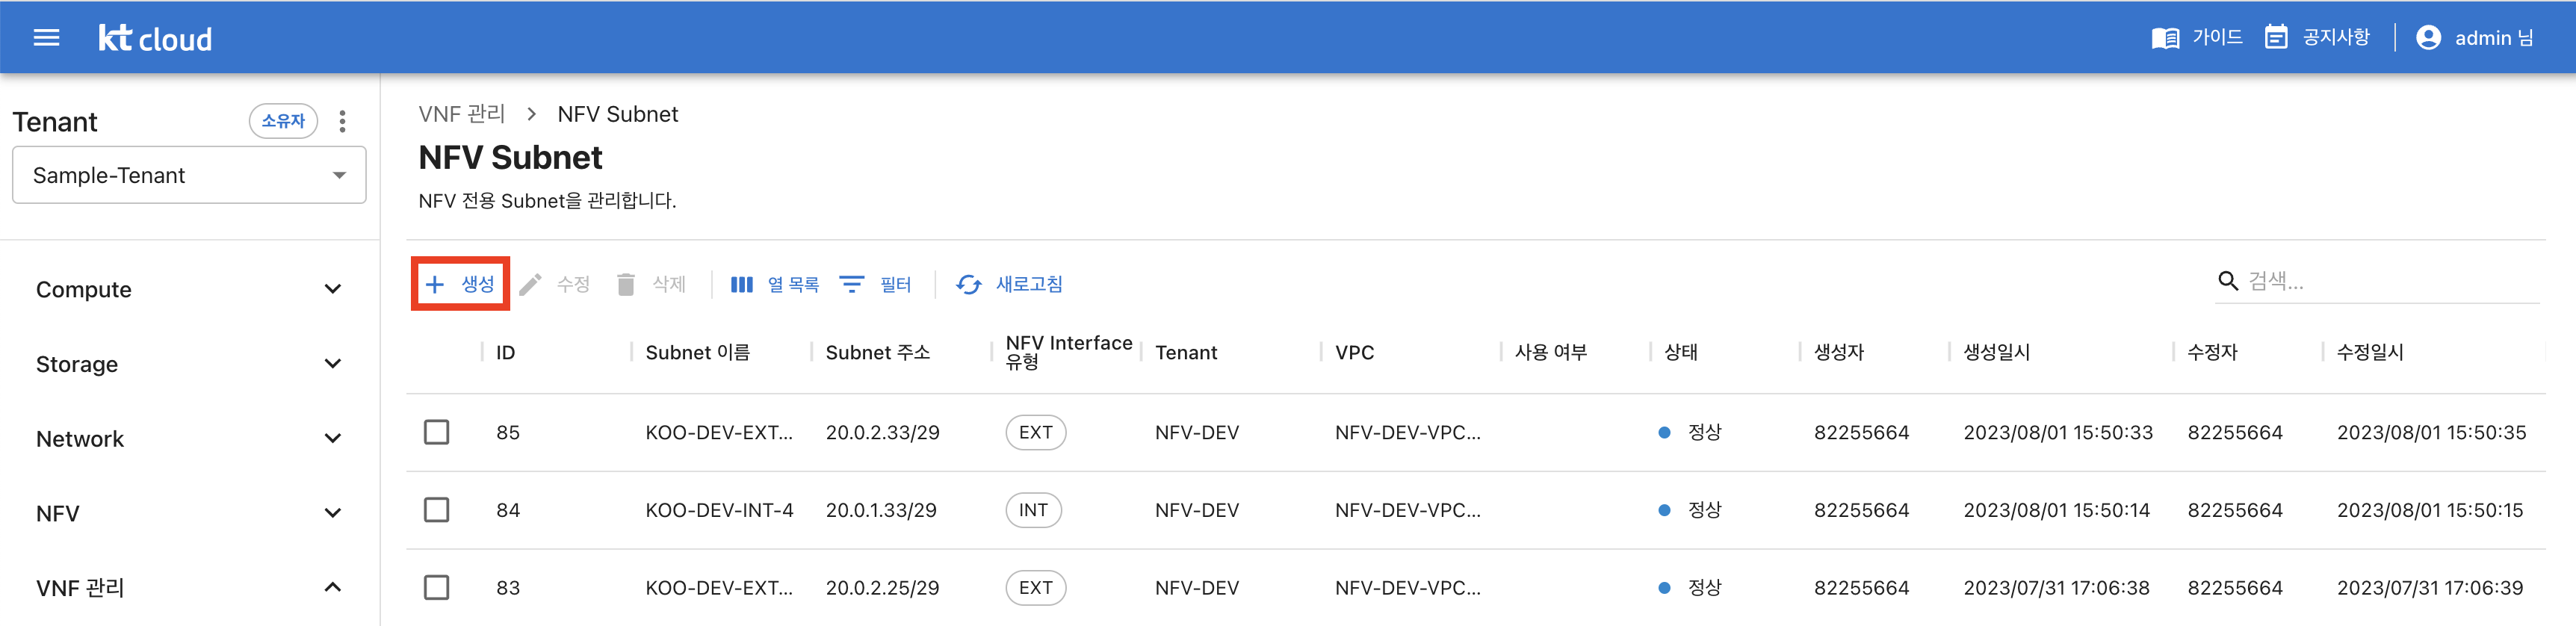 kt cloud
가이드
공지사항
admin 님
Tenant
소유자
Sample-Tenant
Compute
Storage
Network
NFV
VNF 관리
VNF 관리 > NFV Subnet
NFV Subnet
NFV 전용 Subnet을 관리합니다.
+ 생성 수정 삭제 열 목록 필터 새로고침
검색...
ID Subnet 이름 Subnet 주소 NFV Interface 유형 Tenant VPC 사용 여부 상태 생성자 생성일시 수정자 수정일시
85 KOO-DEV-EXT... 20.0.2.33/29 EXT NFV-DEV NFV-DEV-VPC... 정상 82255664 2023/08/01 15:50:33 82255664 2023/08/01 15:50:35
84 KOO-DEV-INT-4 20.0.1.33/29 INT NFV-DEV NFV-DEV-VPC... 정상 82255664 2023/08/01 15:50:14 82255664 2023/08/01 15:50:15
83 KOO-DEV-EXT... 20.0.2.25/29 EXT NFV-DEV NFV-DEV-VPC... 정상 82255664 2023/07/31 17:06:38 82255664 2023/07/31 17:06:39